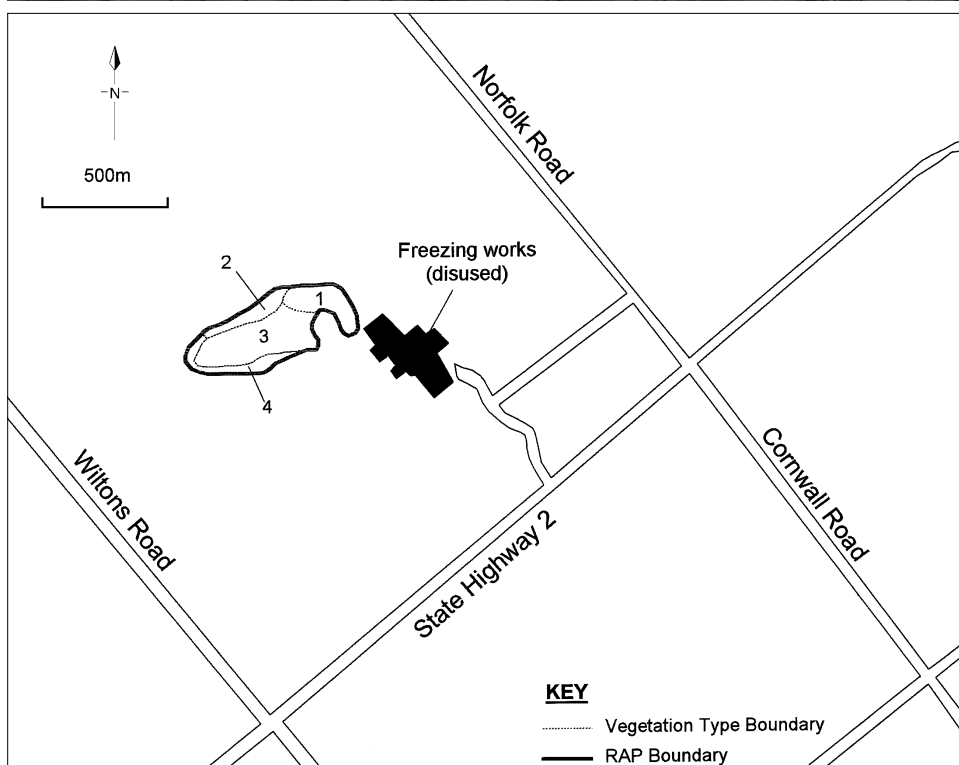 -N-
500m
Norfolk Road
Freezing works
(disused)
2
1
3
4
Wiltons Road
State Highway 2
Cornwall Road
KEY
Vegetation Type Boundary
RAP Boundary